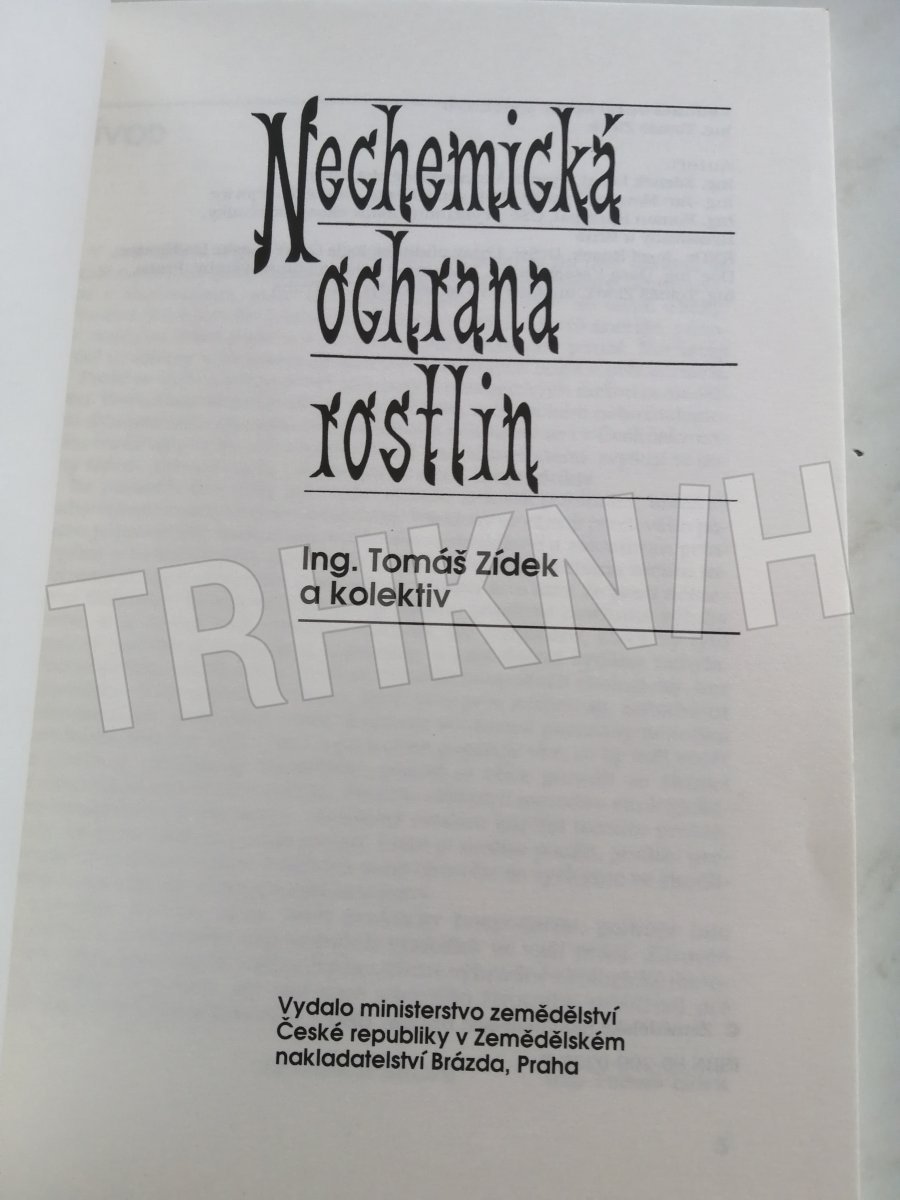 Nechemická
ochrana
rostlin
Ing. Tomáš Zídek
a kolektiv
TRHKNIH
Vydalo ministerstvo zemědělství
České republiky v Zemědělském
nakladatelství Brázda, Praha